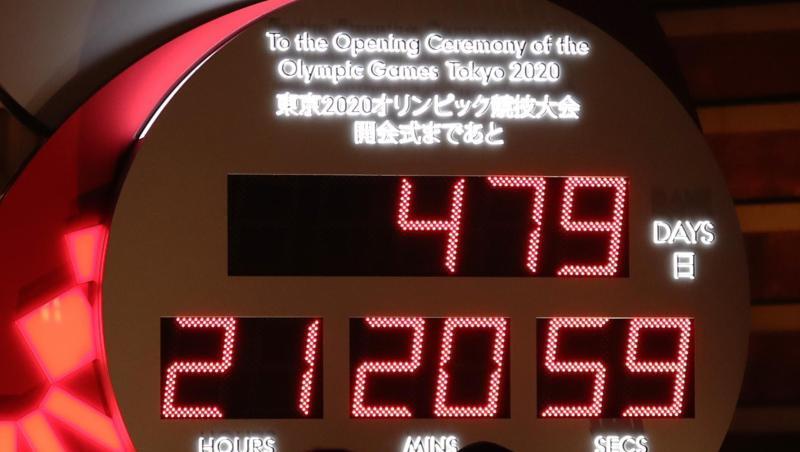 To the Opening Ceremony of the
Olympic Games Tokyo 2020
東京2020オリンピック競技大会
開会式まであと
479 DAYS
日
21 20 59
HOURS MINS SECS